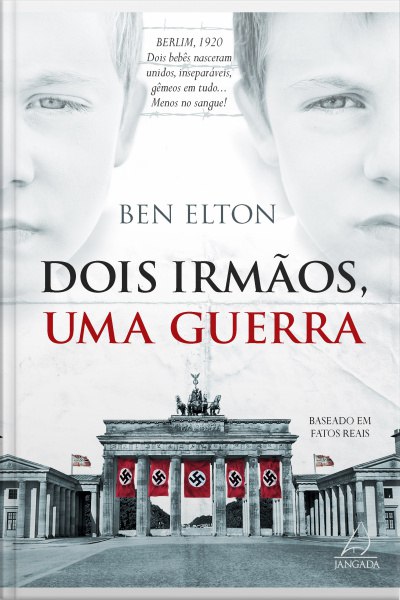 BERLIM, 1920
Dois bebês nasceram
unidos, inseparáveis,
gêmeos em tudo...
Menos no sangue!
BEN ELTON
DOIS IRMÃOS,
UMA GUERRA
BASEADO EM
FATOS REAIS
JANGADA